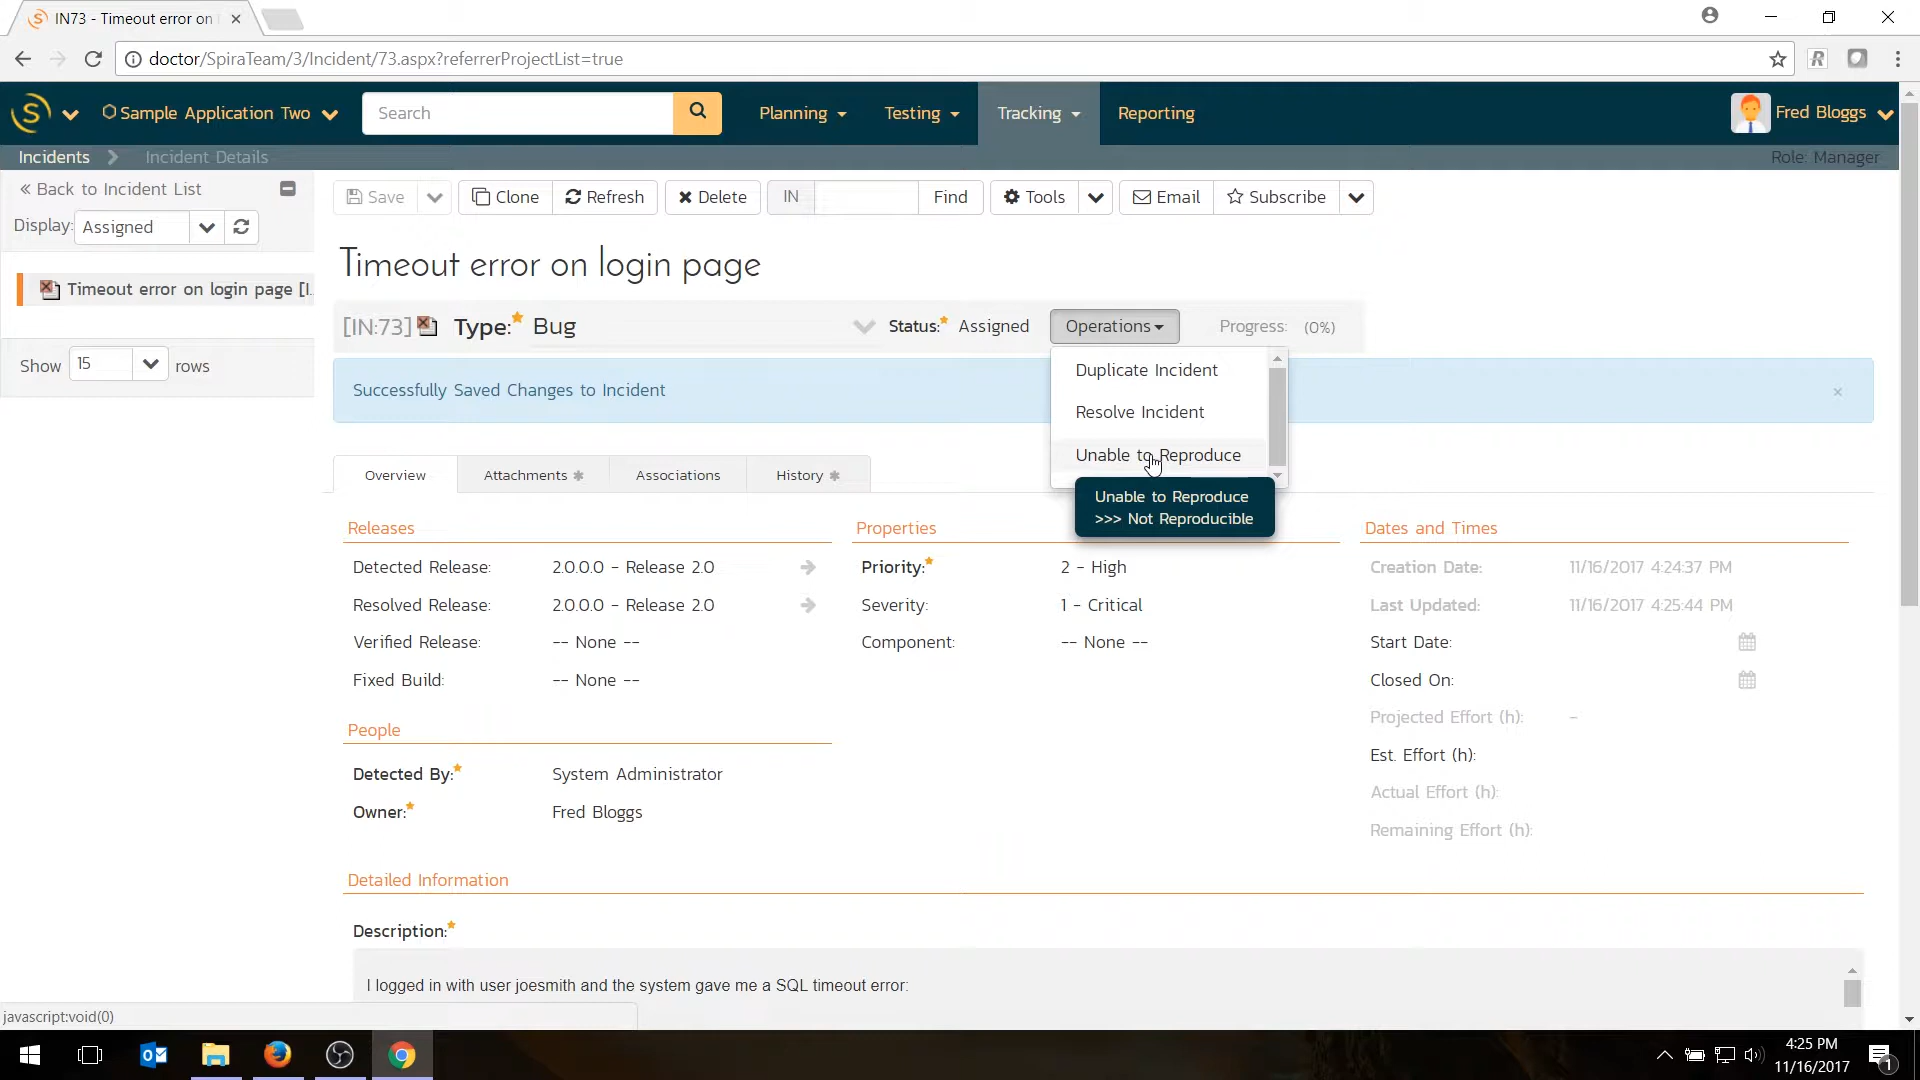 IN73 - Timeout error on
doctor/SpiraTeam/3/Incident/73.aspx?referrerProjectList=true
Sample Application Two
Search
Planning
Testing
Tracking
Reporting
Fred Bloggs
Incidents
Incident Details
Role: Manager
« Back to Incident List
Display:
Assigned
Save
Clone
Refresh
Delete
IN
Find
Tools
Email
Subscribe
Timeout error on login page
Timeout error on login page [I..
Show
15
rows
[IN:73]
Type:
Bug
Status:
Assigned
Operations
Progress:
(0%)
Duplicate Incident
Resolve Incident
Unable to Reproduce
Unable to Reproduce
>>> Not Reproducible
Successfully Saved Changes to Incident
Overview
Attachments
Associations
History
Releases
Detected Release:
2.0.0.0 - Release 2.0
Resolved Release:
2.0.0.0 - Release 2.0
Verified Release:
-- None --
Fixed Build:
-- None --
Properties
Priority:
2 - High
Severity:
1 - Critical
Component:
-- None --
Dates and Times
Creation Date:
11/16/2017 4:24:37 PM
Last Updated:
11/16/2017 4:25:44 PM
Start Date:
Closed On:
Projected Effort (h):
-
Est. Effort (h):
Actual Effort (h):
Remaining Effort (h):
People
Detected By:
System Administrator
Owner:
Fred Bloggs
Detailed Information
Description:
I logged in with user joesmith and the system gave me a SQL timeout error:
javascript:void(0)
4:25 PM
11/16/2017
1